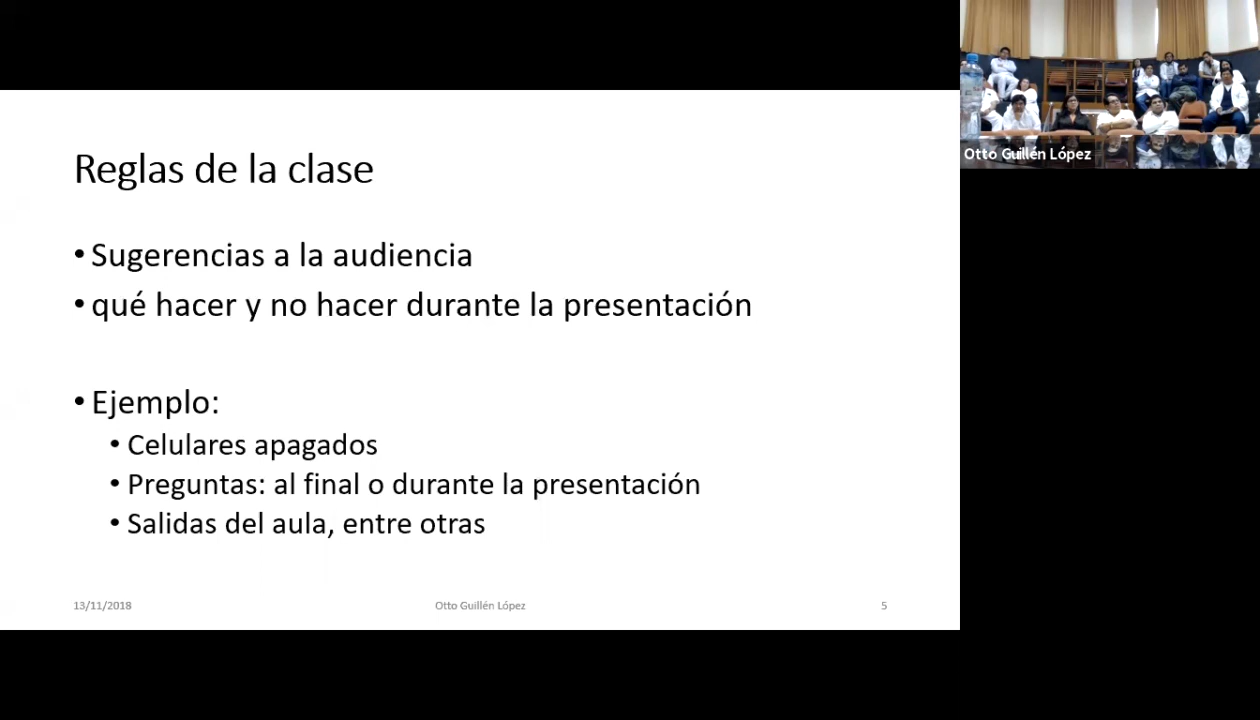 Reglas de la clase
• Sugerencias a la audiencia
• qué hacer y no hacer durante la presentación
• Ejemplo:
• Celulares apagados
• Preguntas: al final o durante la presentación
• Salidas del aula, entre otras
13/11/2018 Otto Guillén López 5
Otto Guillén López